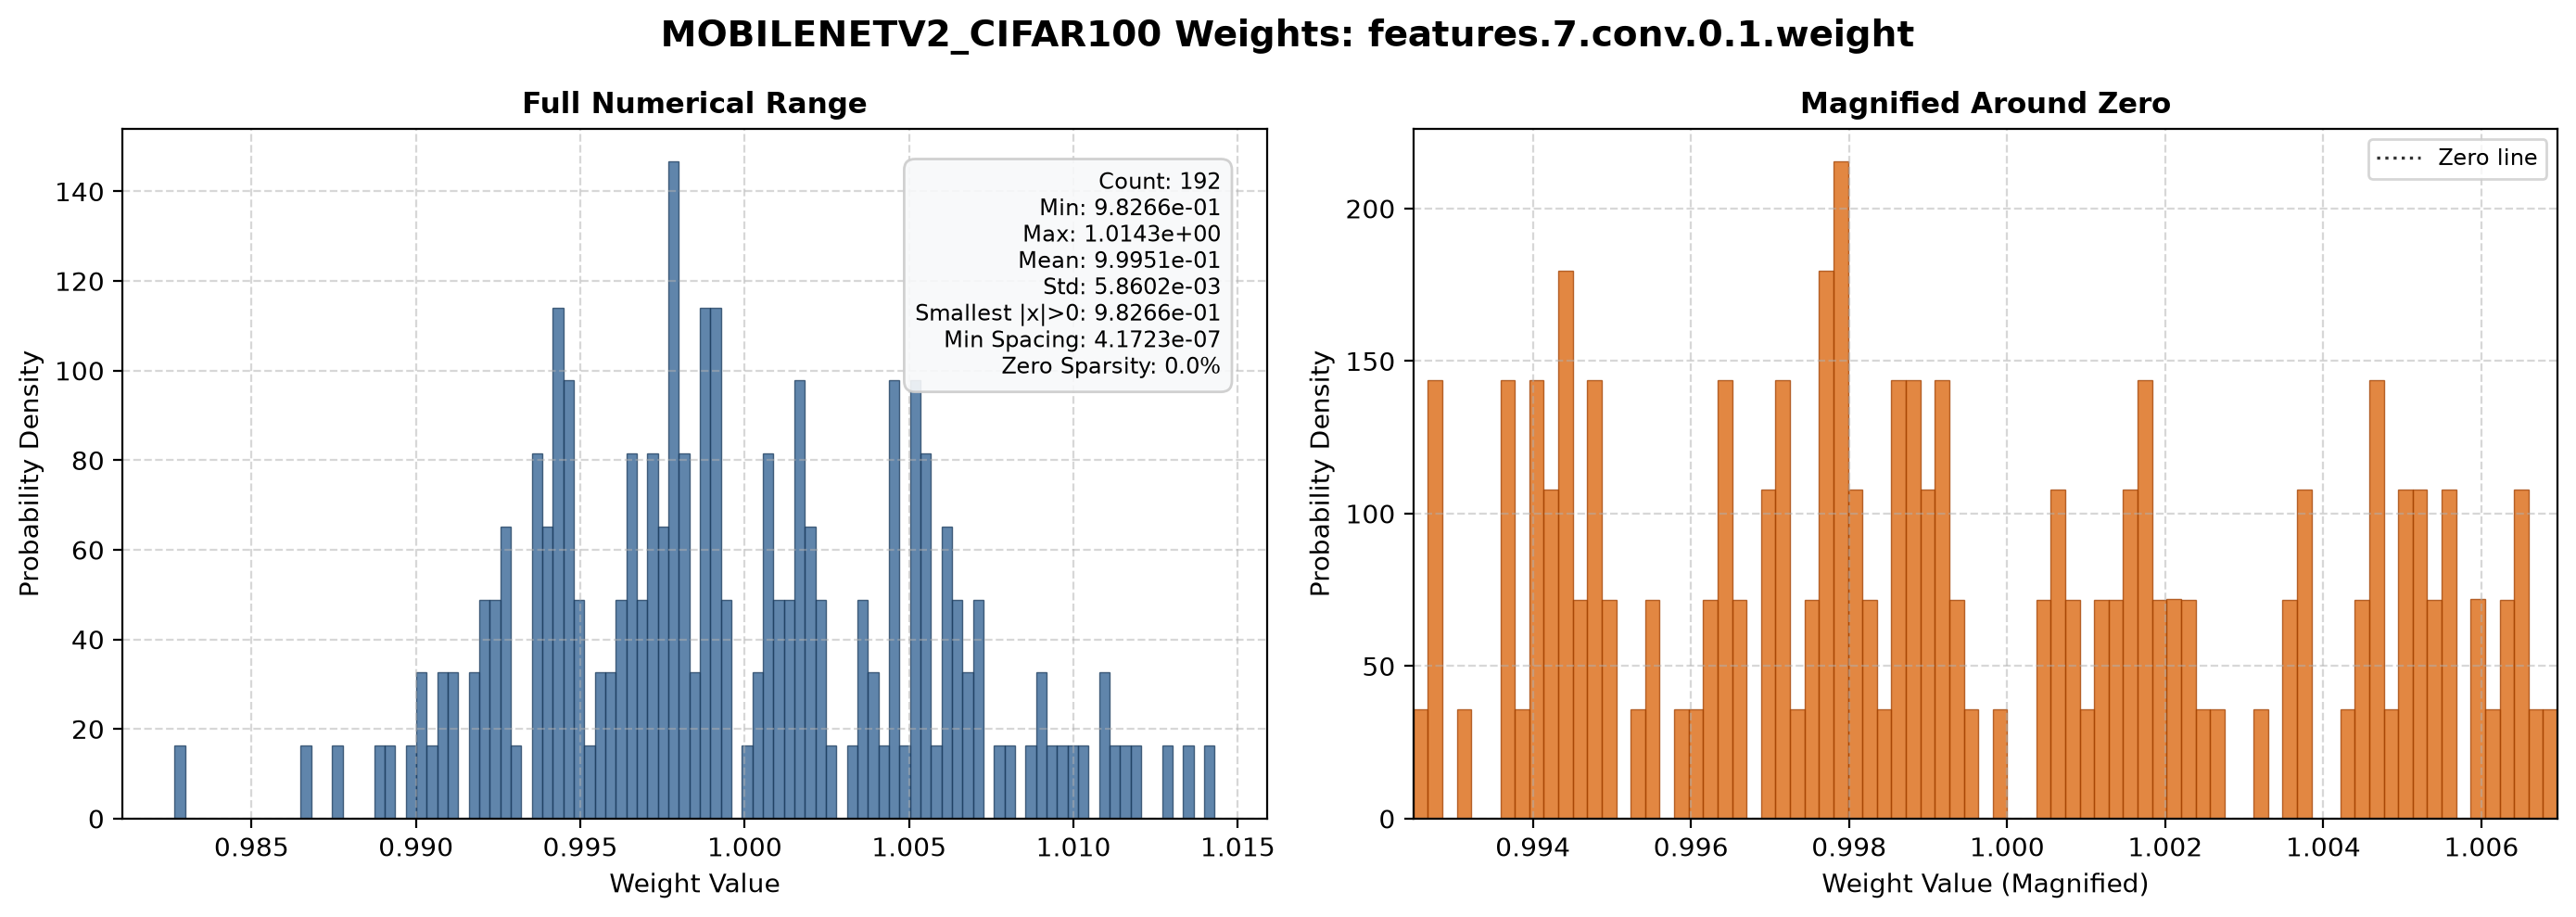 MOBILENETV2_CIFAR100 Weights: features.7.conv.0.1.weight
Full Numerical Range
Probability Density
140
120
100
80
60
40
20
0
Count: 192
Min: 9.8266e-01
Max: 1.0143e+00
Mean: 9.9951e-01
Std: 5.8602e-03
Smallest |x|>0: 9.8266e-01
Min Spacing: 4.1723e-07
Zero Sparsity: 0.0%
0.985 0.990 0.995 1.000 1.005 1.010 1.015
Weight Value
Magnified Around Zero
Probability Density
200
150
100
50
0
Zero line
0.994 0.996 0.998 1.000 1.002 1.004 1.006
Weight Value (Magnified)